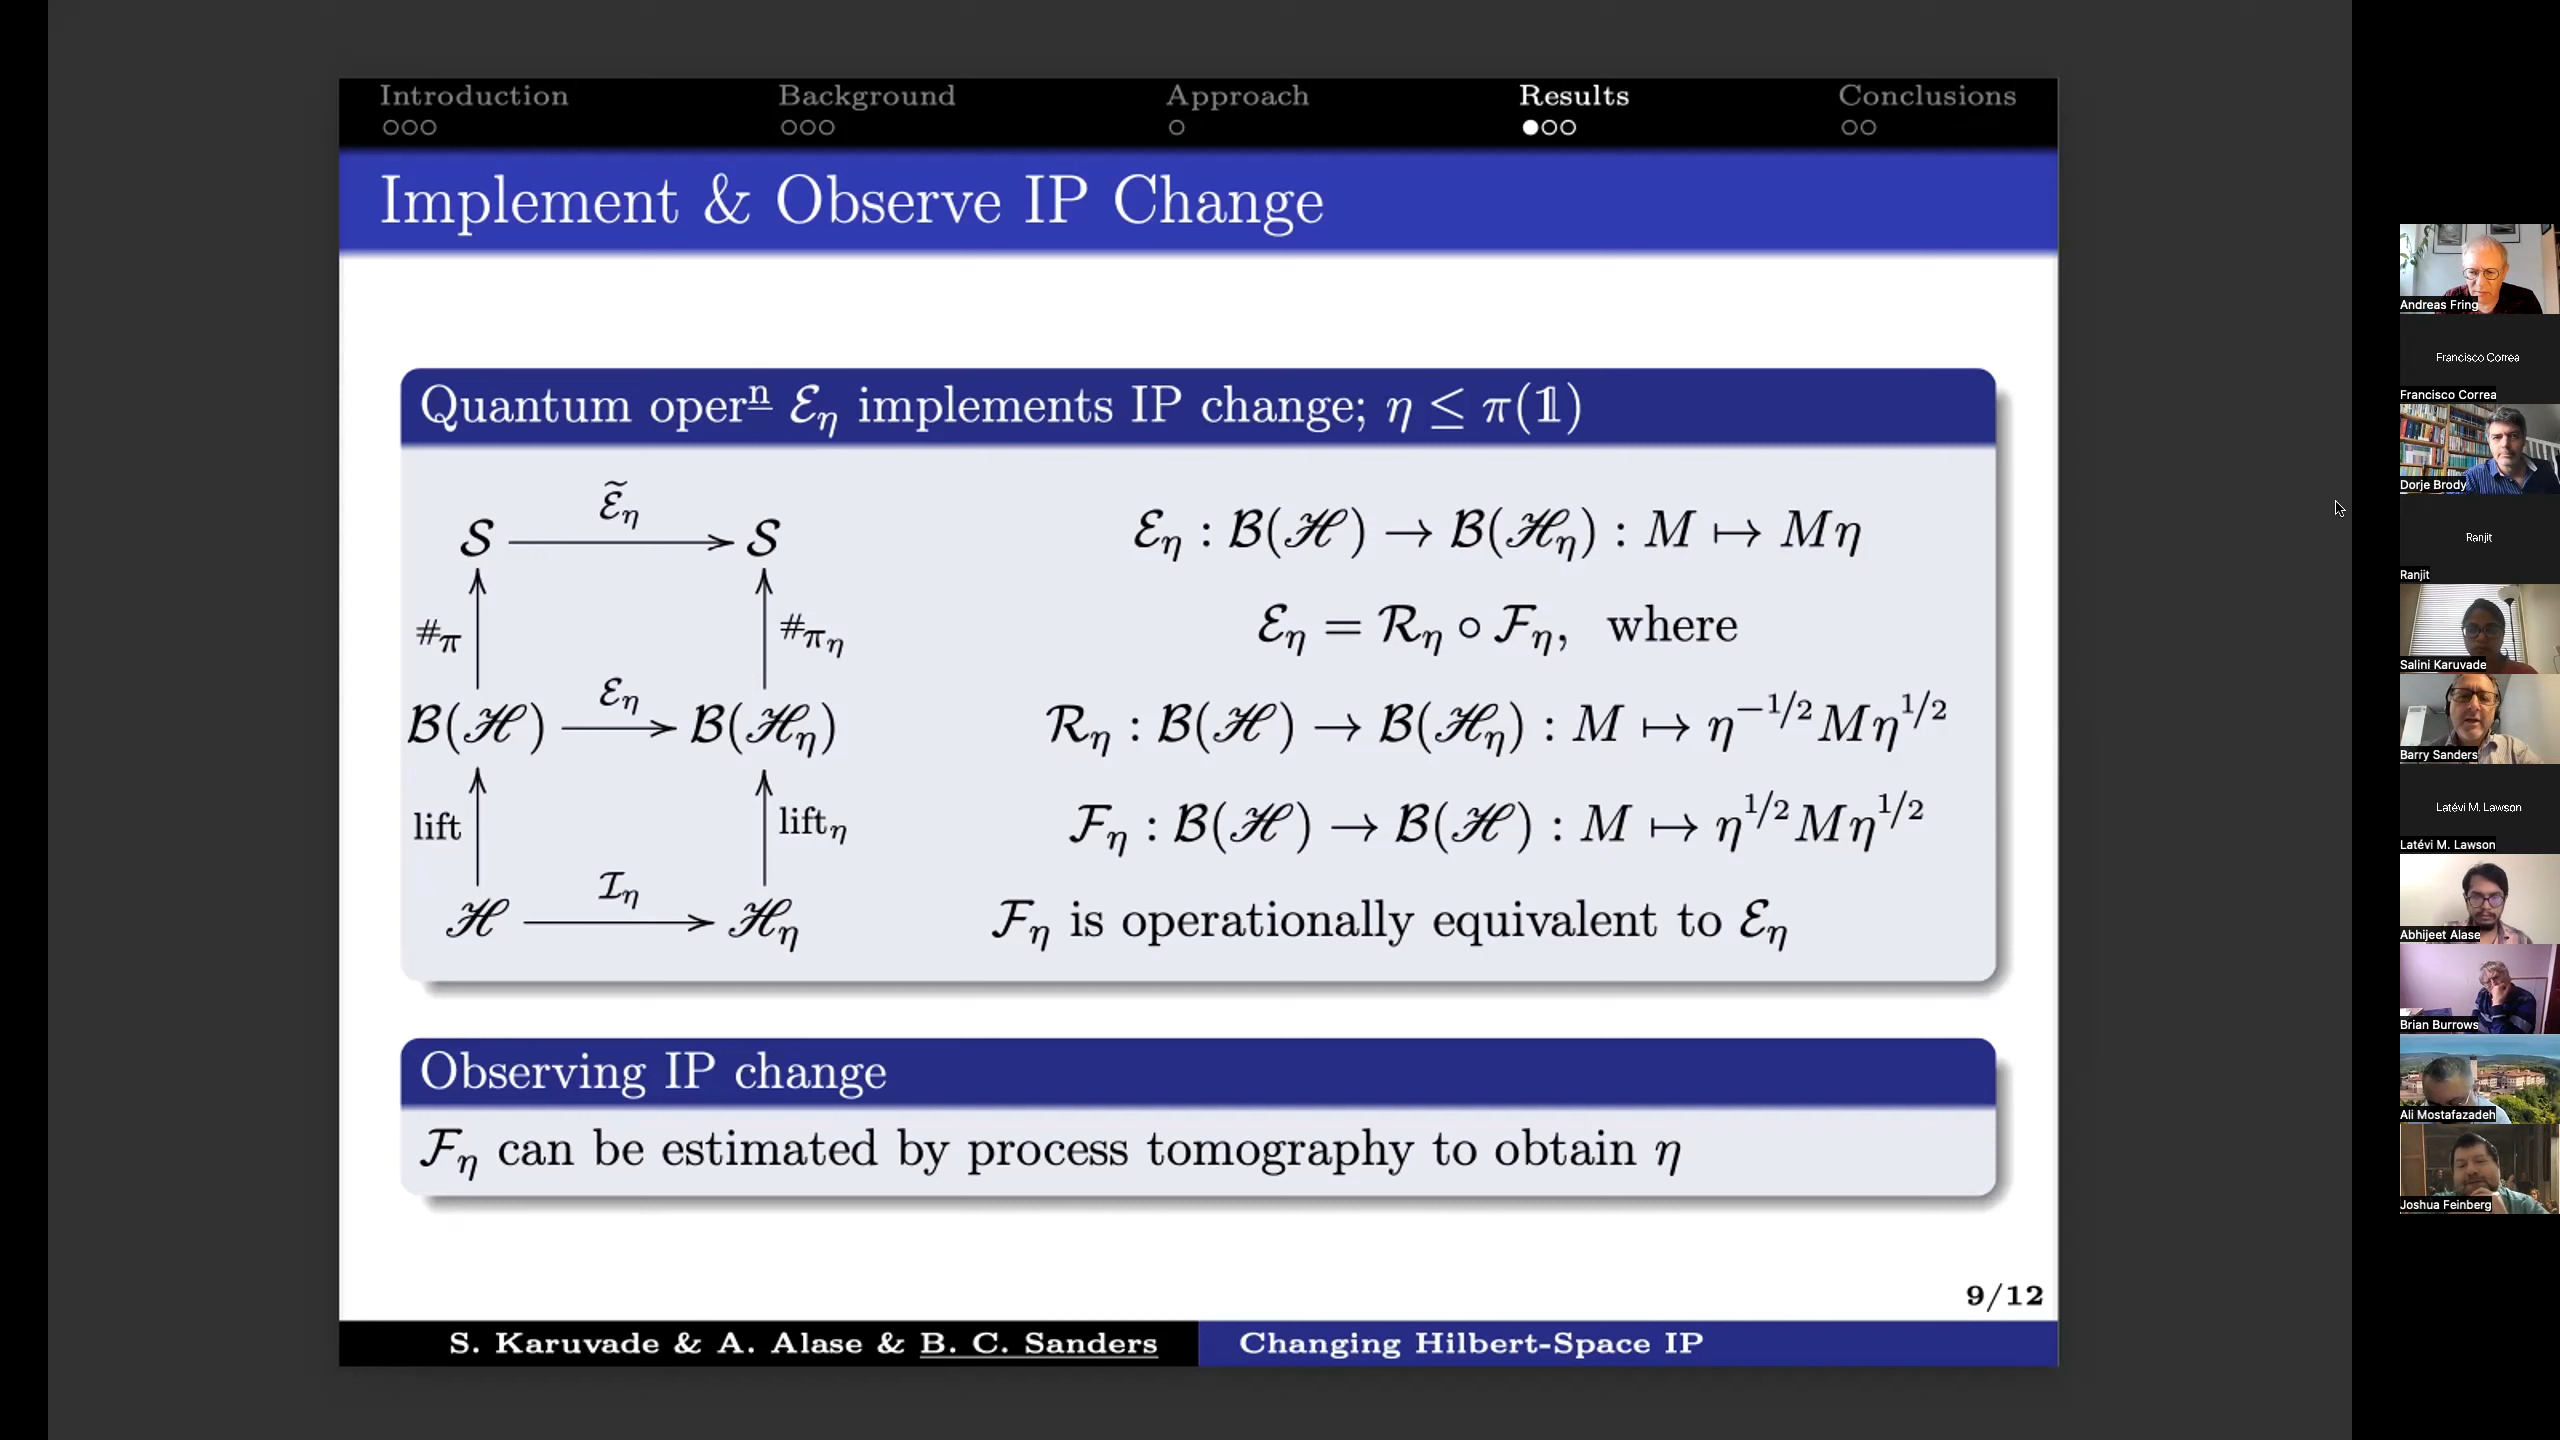 Introduction Background Approach Results Conclusions
Implement & Observe IP Change
Quantum operⁿ ℰ_η implements IP change; η ≤ π(𝟙)
𝒮 ℰ̃_η 𝒮
#_π #_{π_η}
ℬ(ℋ) ℰ_η ℬ(ℋ_η)
lift lift_η
ℋ ℐ_η ℋ_η
ℰ_η : ℬ(ℋ) → ℬ(ℋ_η) : M ↦ Mη
ℰ_η = ℛ_η ∘ ℱ_η, where
ℛ_η : ℬ(ℋ) → ℬ(ℋ_η) : M ↦ η^{−1/2}Mη^{1/2}
ℱ_η : ℬ(ℋ) → ℬ(ℋ) : M ↦ η^{1/2}Mη^{1/2}
ℱ_η is operationally equivalent to ℰ_η
Observing IP change
ℱ_η can be estimated by process tomography to obtain η
9/12
S. Karuvade & A. Alase & B. C. Sanders Changing Hilbert-Space IP
Andreas Fring
Francisco Correa
Francisco Correa
Dorje Brody
Ranjit
Ranjit
Salini Karuvade
Barry Sanders
Latévi M. Lawson
Latévi M. Lawson
Abhijeet Alase
Brian Burrows
Ali Mostafazadeh
Joshua Feinberg